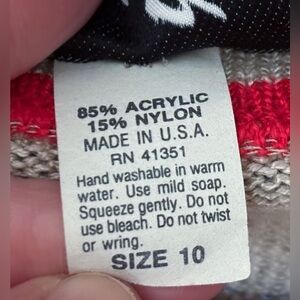 85% ACRYLIC
15% NYLON
MADE IN U.S.A.
RN 41351
Hand washable in warm
water. Use mild soap.
Squeeze gently. Do not
use bleach. Do not twist
or wring.
SIZE 10